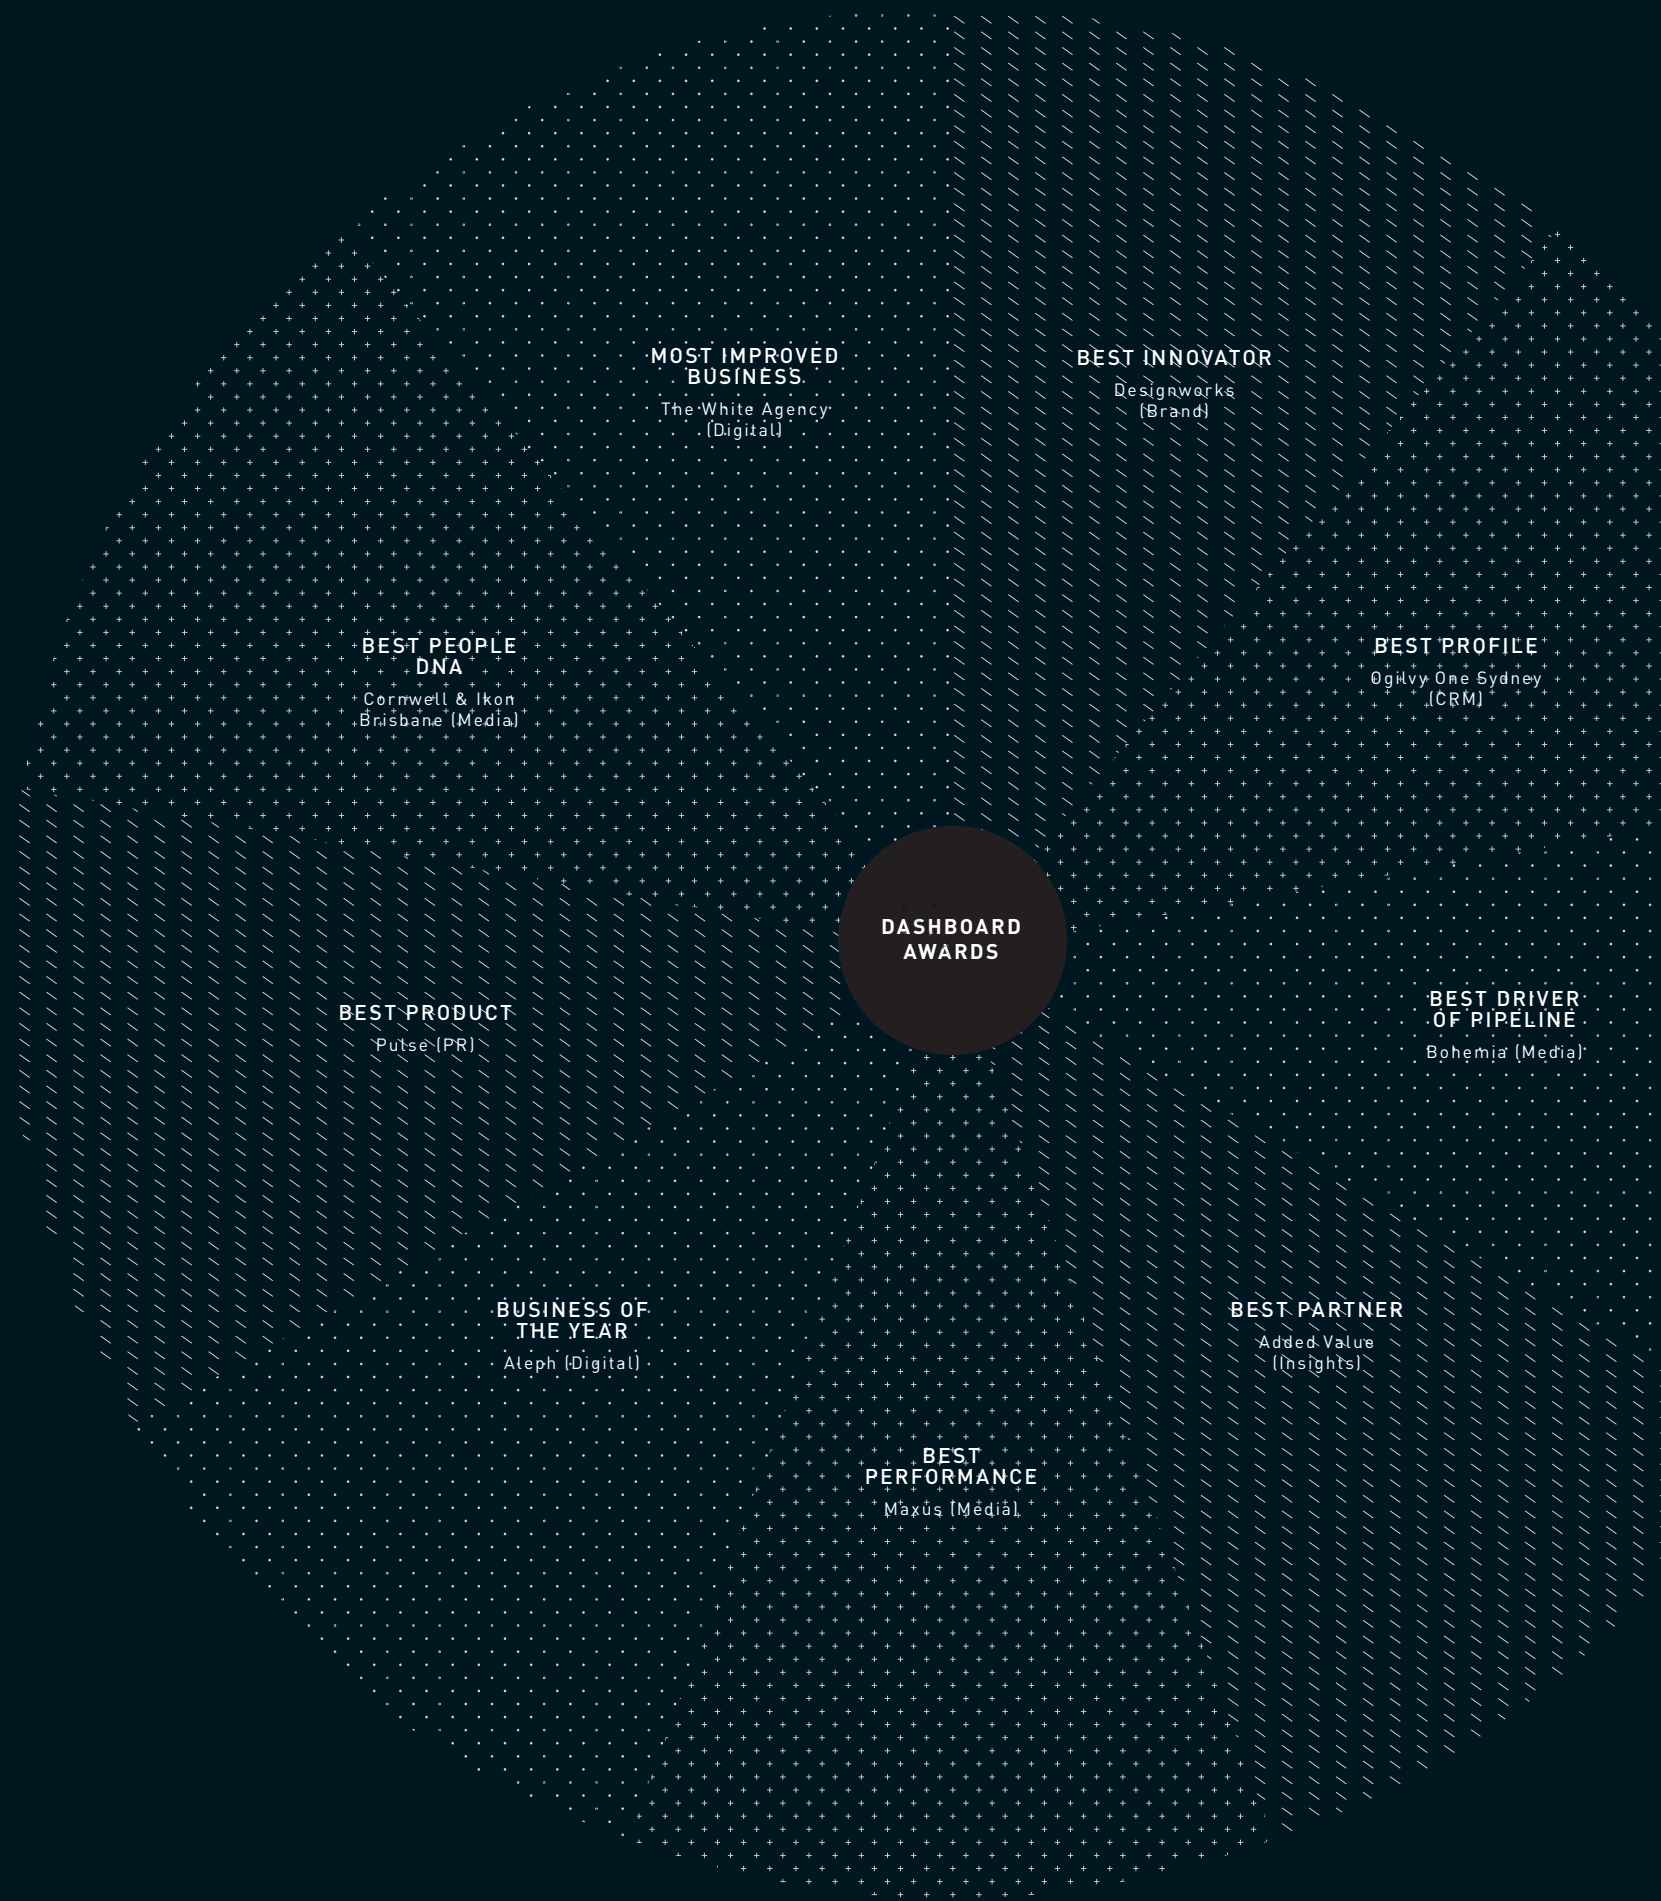 MOST IMPROVED
BUSINESS
The White Agency
(Digital)
BEST INNOVATOR
Designworks
(Brand)
BEST PEOPLE
DNA
Cornwell & Ikon
Brisbane (Media)
BEST PROFILE
Ogilvy One Sydney
(CRM)
DASHBOARD
AWARDS
BEST PRODUCT
Pulse (PR)
BEST DRIVER
OF PIPELINE
Bohemia (Media)
BUSINESS OF
THE YEAR
Aleph (Digital)
BEST PARTNER
Added Value
(Insights)
BEST
PERFORMANCE
Maxus (Media)